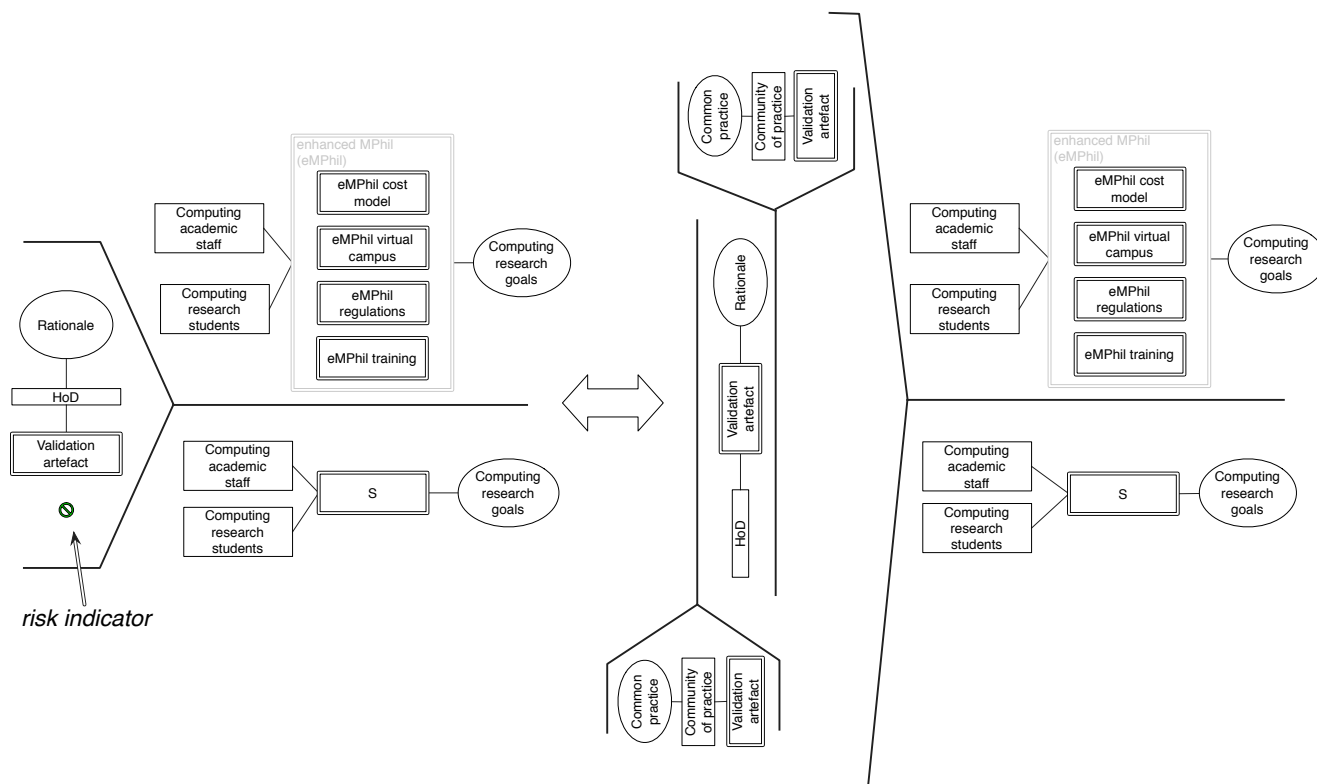 enhanced MPhil
(eMPhil)
eMPhil cost
model
Computing
academic
staff
eMPhil virtual
campus
Computing
research
goals
Computing
research
students
eMPhil
regulations
eMPhil training
Rationale
HoD
Validation
artefact
Computing
academic
staff
S
Computing
research
goals
Computing
research
students
risk indicator
Common
practice
Community
of practice
Validation
artefact
Rationale
Validation
artefact
HoD
Common
practice
Community
of practice
Validation
artefact
enhanced MPhil
(eMPhil)
eMPhil cost
model
Computing
academic
staff
eMPhil virtual
campus
Computing
research
goals
Computing
research
students
eMPhil
regulations
eMPhil training
Computing
academic
staff
S
Computing
research
goals
Computing
research
students